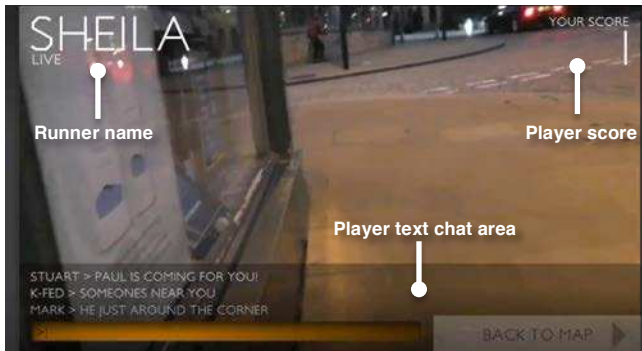 SHEILA
LIVE
YOUR SCORE
Runner name
Player score
Player text chat area
STUART > PAUL IS COMING FOR YOU!
K-FED > SOMEONES NEAR YOU
MARK > HE JUST AROUND THE CORNER
>
BACK TO MAP